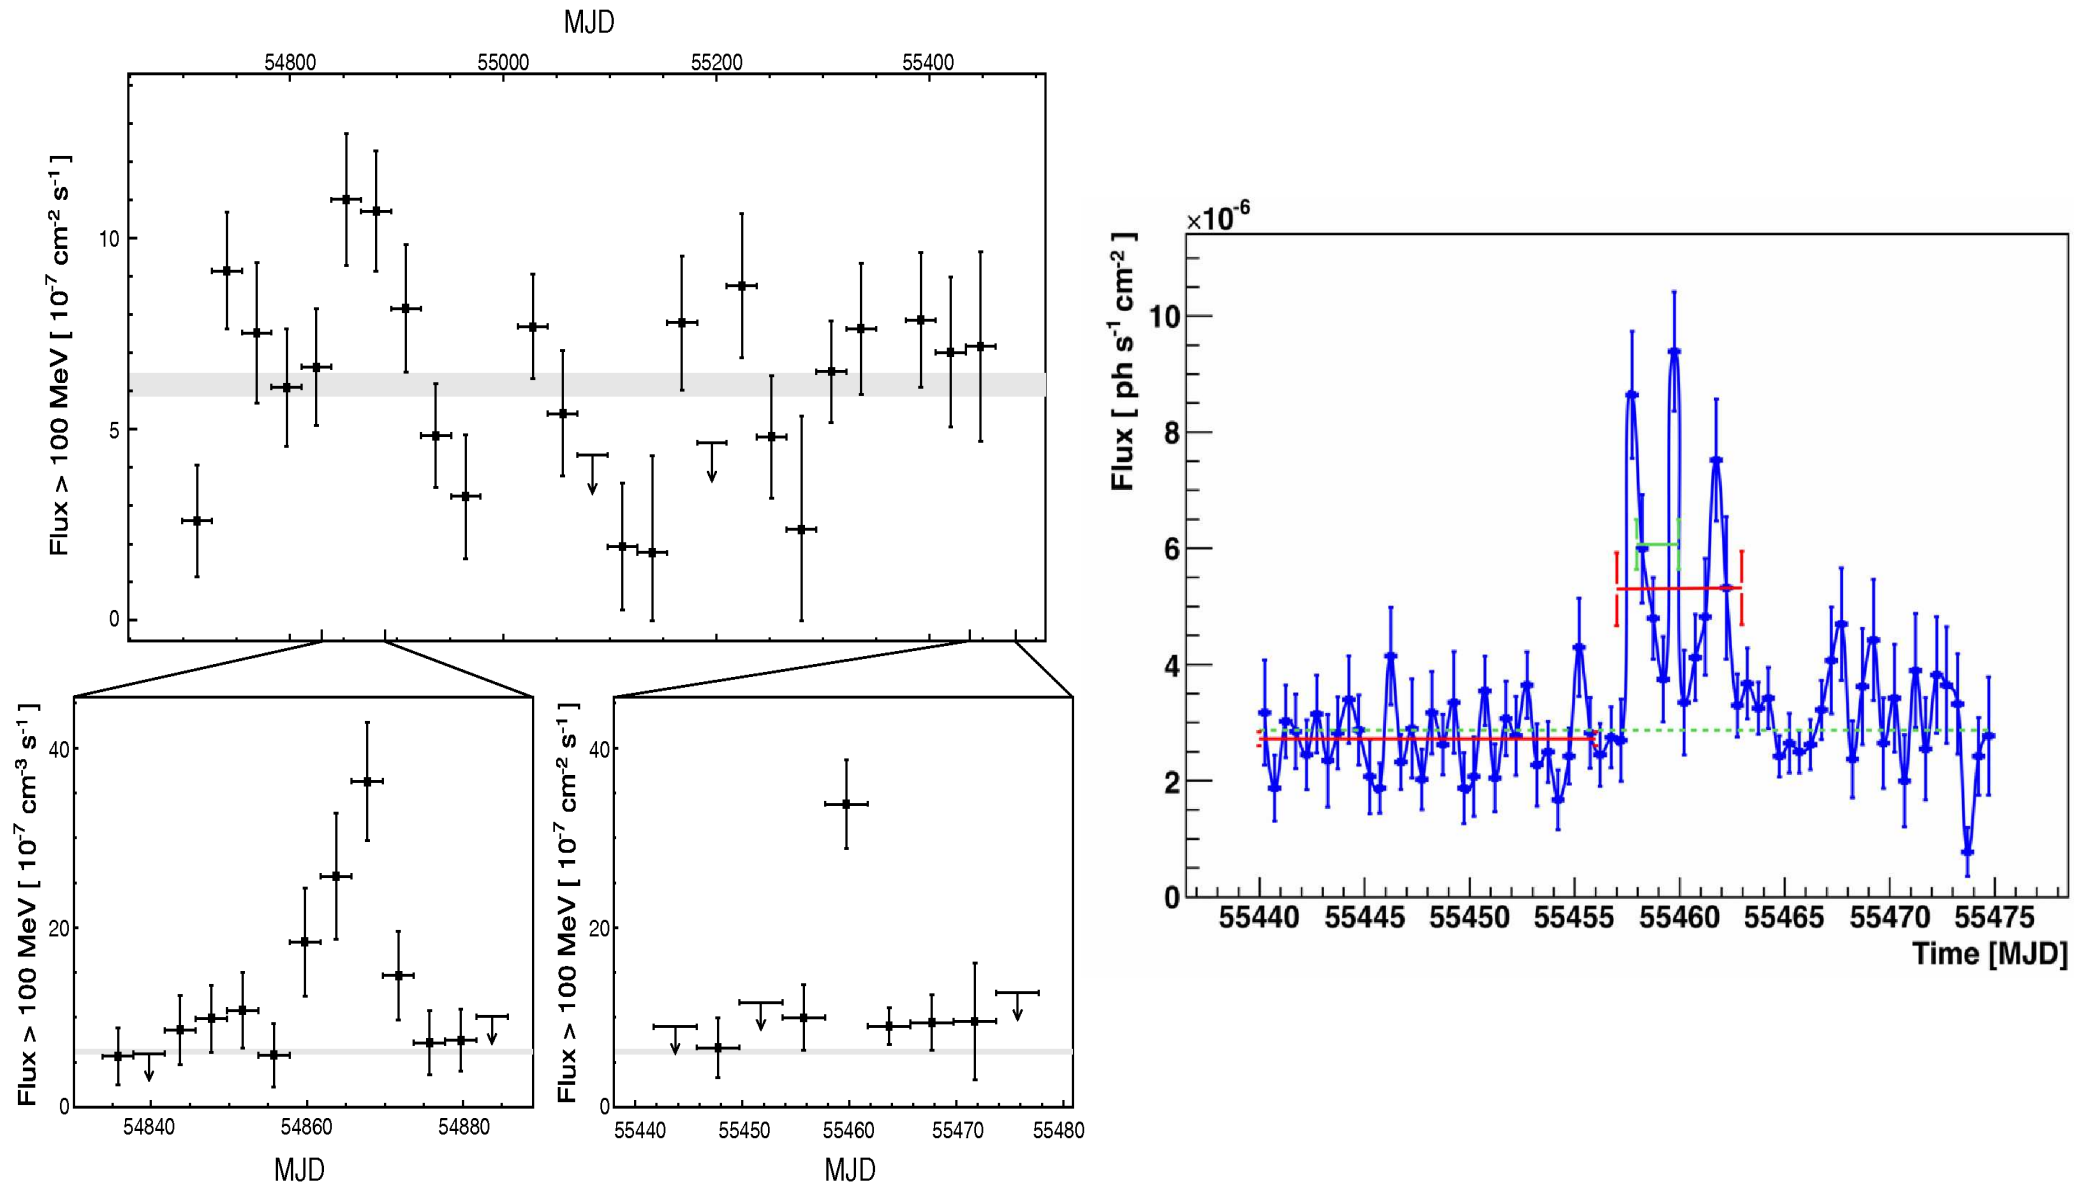 MJD
54800 55000 55200 55400
Flux > 100 MeV [ 10⁻⁷ cm⁻² s⁻¹ ]
10
5
0
Flux > 100 MeV [ 10⁻⁷ cm⁻³ s⁻¹ ]
40
20
0
54840 54860 54880
MJD
Flux > 100 MeV [ 10⁻⁷ cm⁻² s⁻¹ ]
40
20
0
55440 55450 55460 55470 55480
MJD
×10⁻⁶
Flux [ ph s⁻¹ cm⁻² ]
10
8
6
4
2
0
55440 55445 55450 55455 55460 55465 55470 55475
Time [MJD]